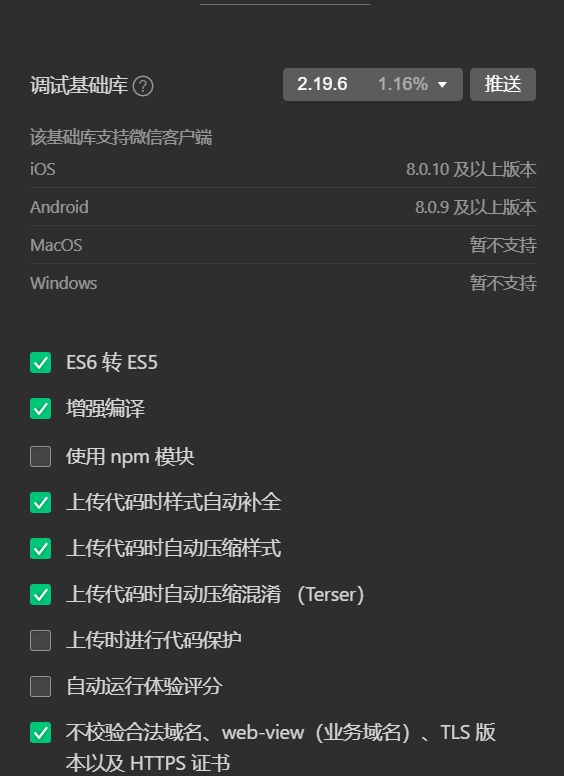 调试基础库 ? 2.19.6 1.16% 推送
该基础库支持微信客户端
iOS 8.0.10 及以上版本
Android 8.0.9 及以上版本
MacOS 暂不支持
Windows 暂不支持
ES6 转 ES5
增强编译
使用 npm 模块
上传代码时样式自动补全
上传代码时自动压缩样式
上传代码时自动压缩混淆 （Terser）
上传时进行代码保护
自动运行体验评分
不校验合法域名、web-view（业务域名）、TLS 版
本以及 HTTPS 证书